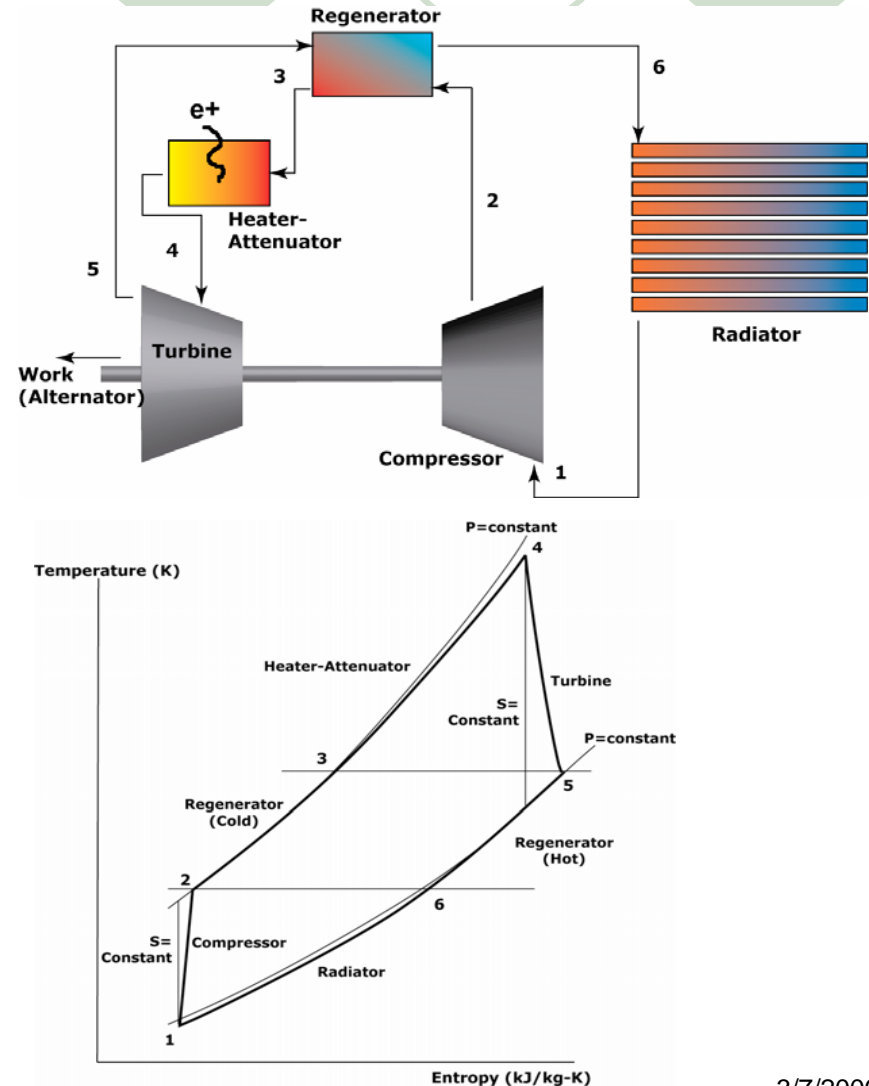 Regenerator
3
6
e+
2
Heater-
Attenuator
4
5
Turbine
Radiator
Work
(Alternator)
Compressor
1
P=constant
4
Temperature (K)
Heater-Attenuator
Turbine
S=
Constant
P=constant
3
5
Regenerator
(Cold)
Regenerator
(Hot)
2
6
S=
Constant
Compressor
Radiator
1
Entropy (kJ/kg-K)